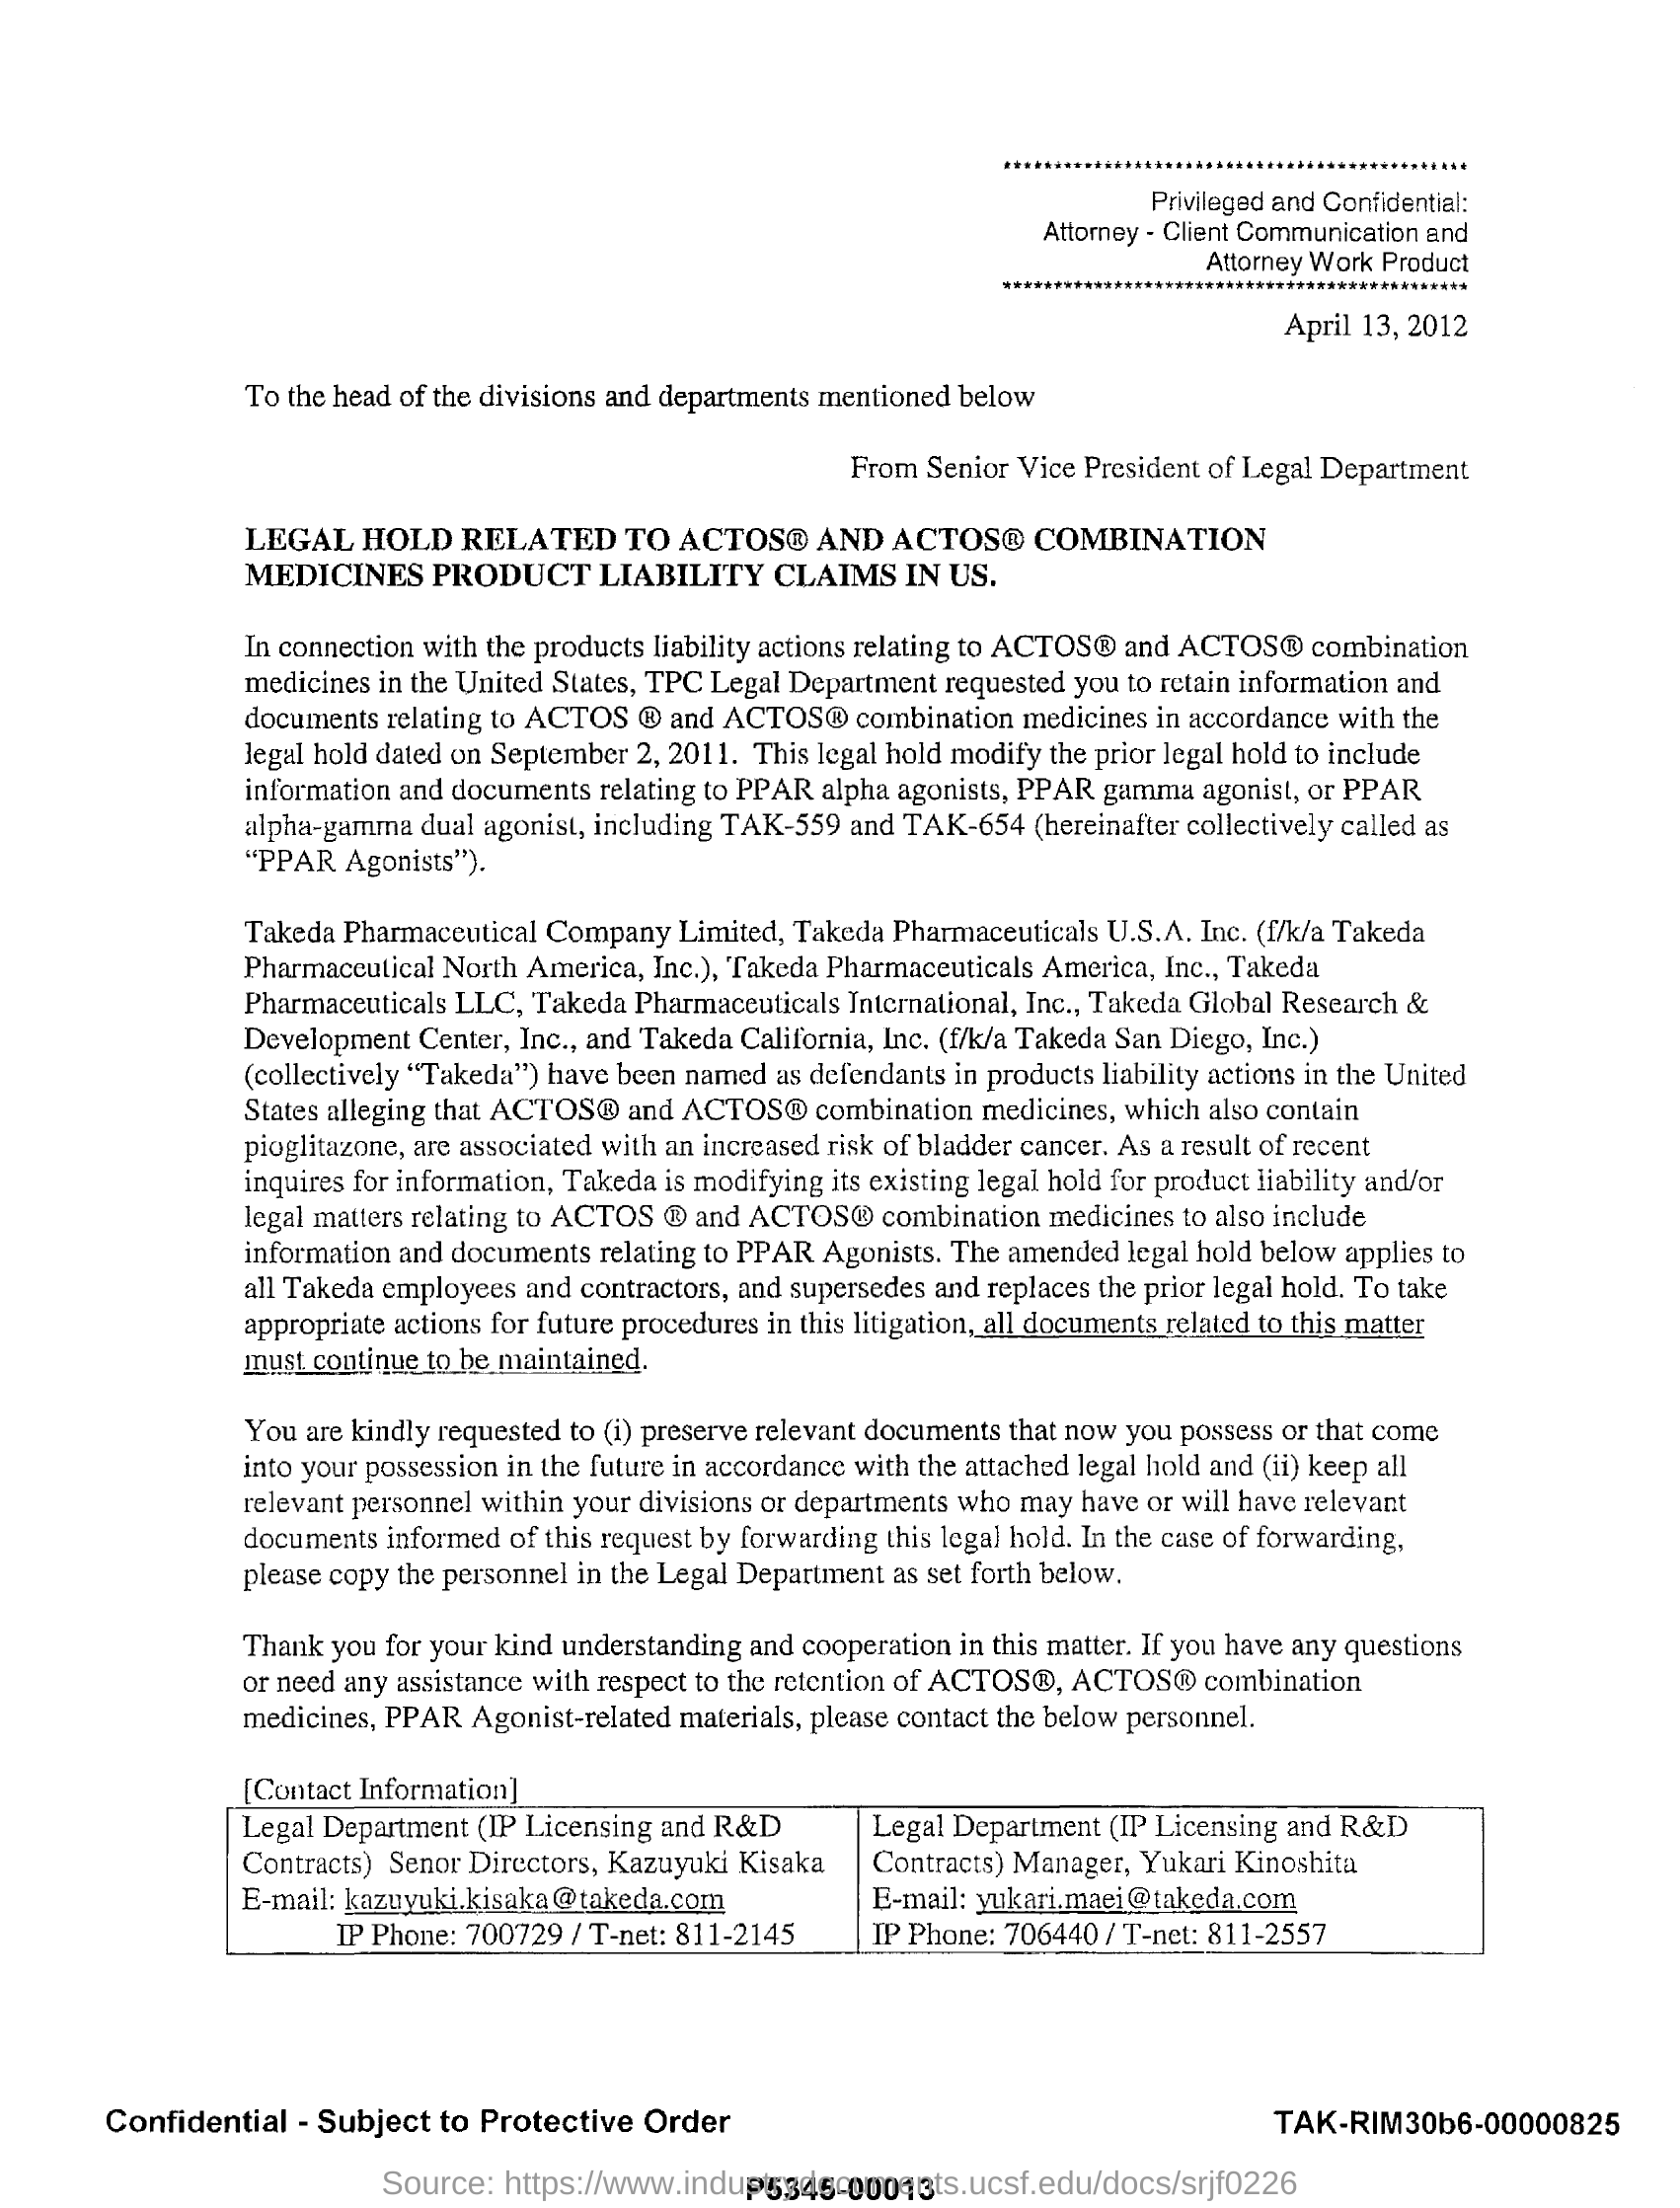 ***********************************************
Privileged and Confidential:
Attorney - Client Communication and
Attorney Work Product
***********************************************
April 13, 2012
To the head of the divisions and departments mentioned below
From Senior Vice President of Legal Department
LEGAL HOLD RELATED TO ACTOS® AND ACTOS® COMBINATION
MEDICINES PRODUCT LIABILITY CLAIMS IN US.
In connection with the products liability actions relating to ACTOS® and ACTOS® combination
medicines in the United States, TPC Legal Department requested you to retain information and
documents relating to ACTOS ® and ACTOS® combination medicines in accordance with the
legal hold dated on September 2, 2011. This legal hold modify the prior legal hold to include
information and documents relating to PPAR alpha agonists, PPAR gamma agonist, or PPAR
alpha-gamma dual agonist, including TAK-559 and TAK-654 (hereinafter collectively called as
“PPAR Agonists”).
Takeda Pharmaceutical Company Limited, Takeda Pharmaceuticals U.S.A. Inc. (f/k/a Takeda
Pharmaceutical North America, Inc.), Takeda Pharmaceuticals America, Inc., Takeda
Pharmaceuticals LLC, Takeda Pharmaceuticals International, Inc., Takeda Global Research &
Development Center, Inc., and Takeda California, Inc. (f/k/a Takeda San Diego, Inc.)
(collectively “Takeda”) have been named as defendants in products liability actions in the United
States alleging that ACTOS® and ACTOS® combination medicines, which also contain
pioglitazone, are associated with an increased risk of bladder cancer. As a result of recent
inquires for information, Takeda is modifying its existing legal hold for product liability and/or
legal matters relating to ACTOS ® and ACTOS® combination medicines to also include
information and documents relating to PPAR Agonists. The amended legal hold below applies to
all Takeda employees and contractors, and supersedes and replaces the prior legal hold. To take
appropriate actions for future procedures in this litigation, all documents related to this matter
must continue to be maintained.
You are kindly requested to (i) preserve relevant documents that now you possess or that come
into your possession in the future in accordance with the attached legal hold and (ii) keep all
relevant personnel within your divisions or departments who may have or will have relevant
documents informed of this request by forwarding this legal hold. In the case of forwarding,
please copy the personnel in the Legal Department as set forth below.
Thank you for your kind understanding and cooperation in this matter. If you have any questions
or need any assistance with respect to the retention of ACTOS®, ACTOS® combination
medicines, PPAR Agonist-related materials, please contact the below personnel.
[Contact Information]
Legal Department (IP Licensing and R&D
Contracts) Senor Directors, Kazuyuki Kisaka
E-mail: kazuyuki.kisaka@takeda.com
IP Phone: 700729 / T-net: 811-2145
Legal Department (IP Licensing and R&D
Contracts) Manager, Yukari Kinoshita
E-mail: yukari.maei@takeda.com
IP Phone: 706440 / T-net: 811-2557
Confidential - Subject to Protective Order
TAK-RIM30b6-00000825
Source: https://www.industrydocuments.ucsf.edu/docs/srjf0226
P5345-00013